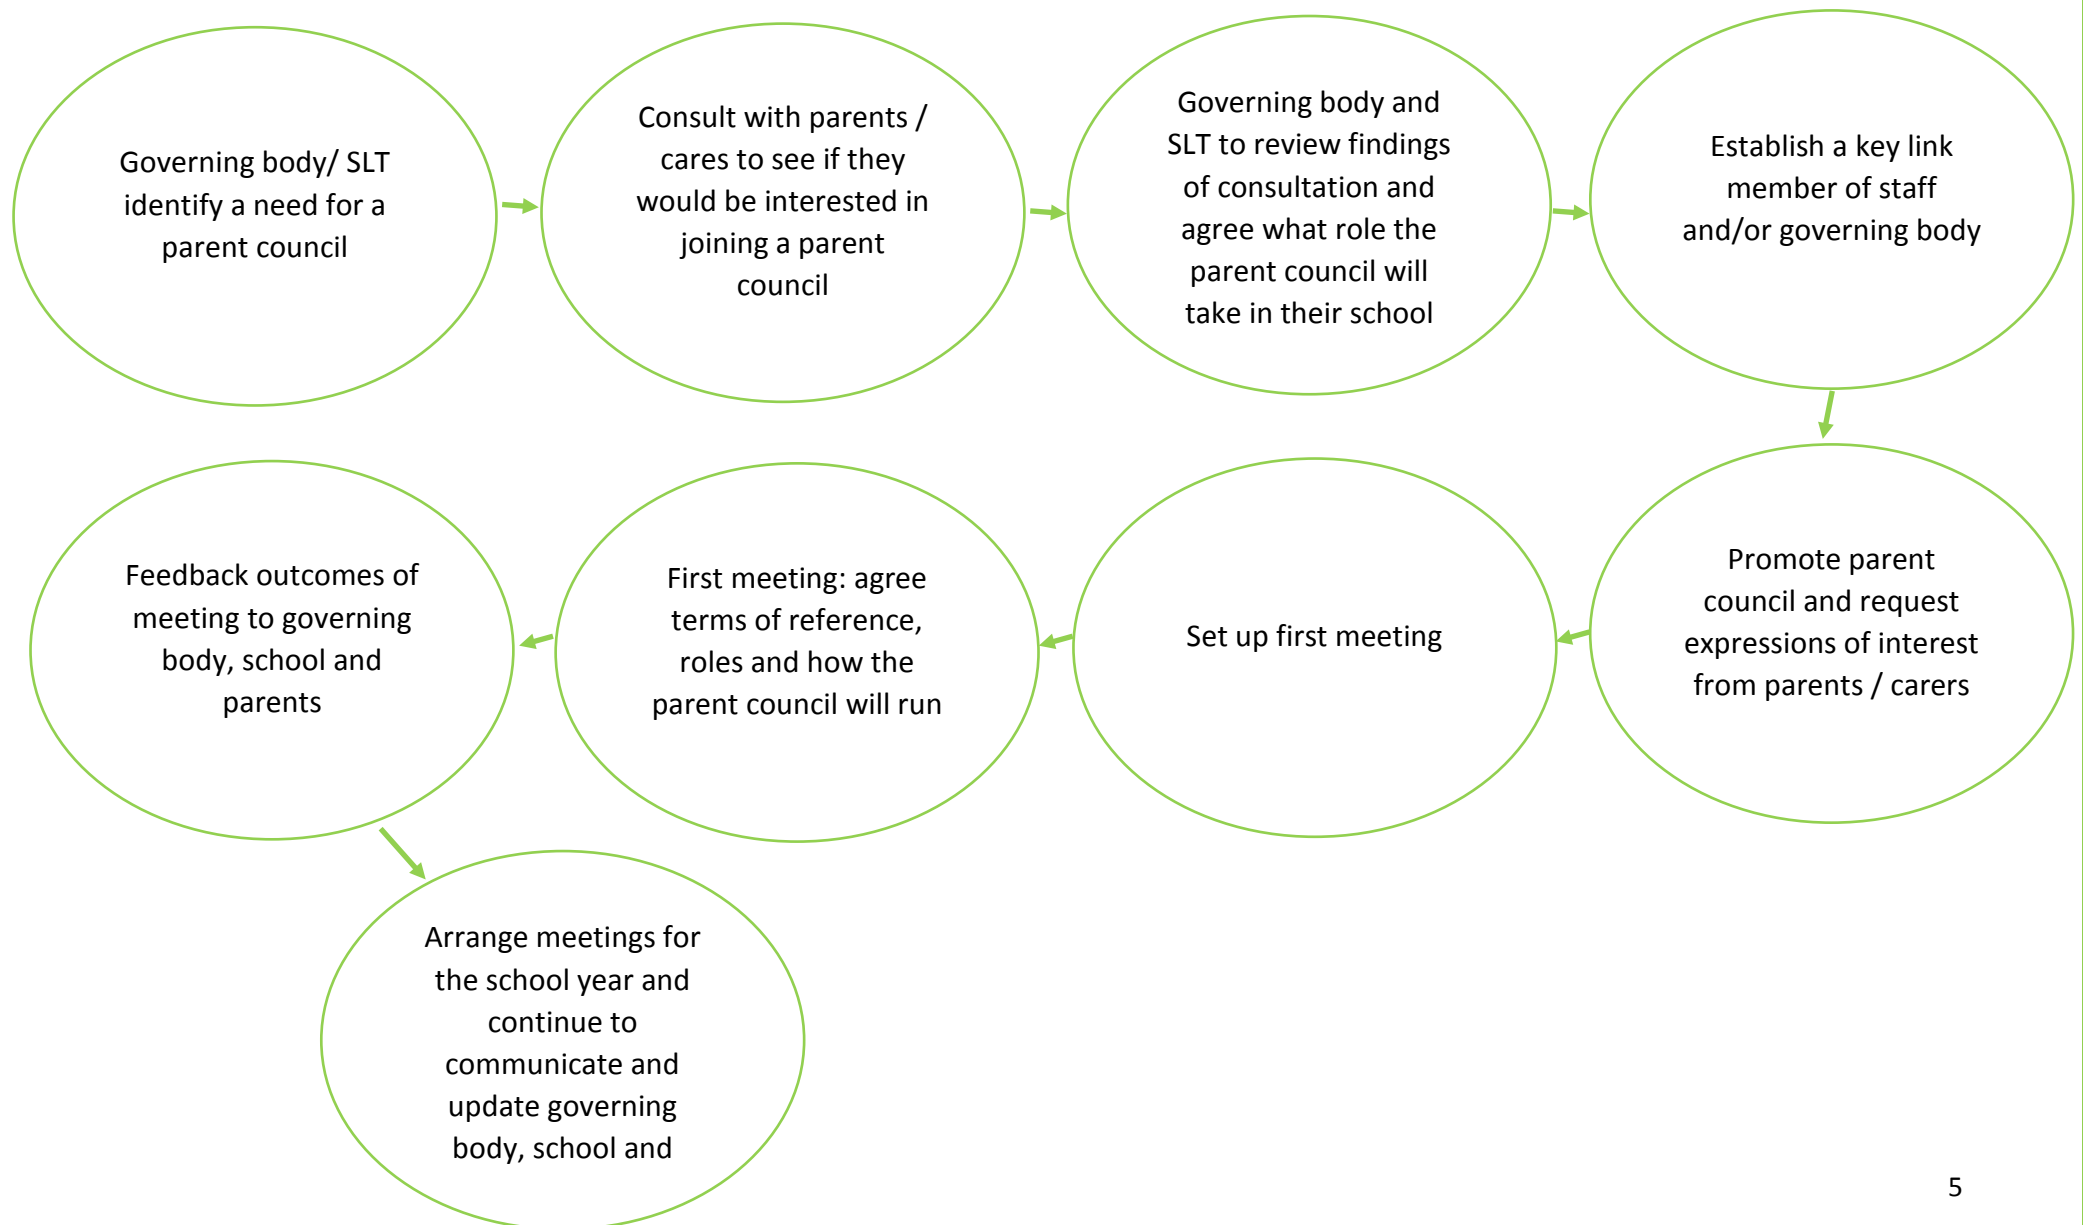 Governing body/ SLT
identify a need for a
parent council
Consult with parents /
cares to see if they
would be interested in
joining a parent
council
Governing body and
SLT to review findings
of consultation and
agree what role the
parent council will
take in their school
Establish a key link
member of staff
and/or governing body
Promote parent
council and request
expressions of interest
from parents / carers
Set up first meeting
First meeting: agree
terms of reference,
roles and how the
parent council will run
Feedback outcomes of
meeting to governing
body, school and
parents
Arrange meetings for
the school year and
continue to
communicate and
update governing
body, school and
5